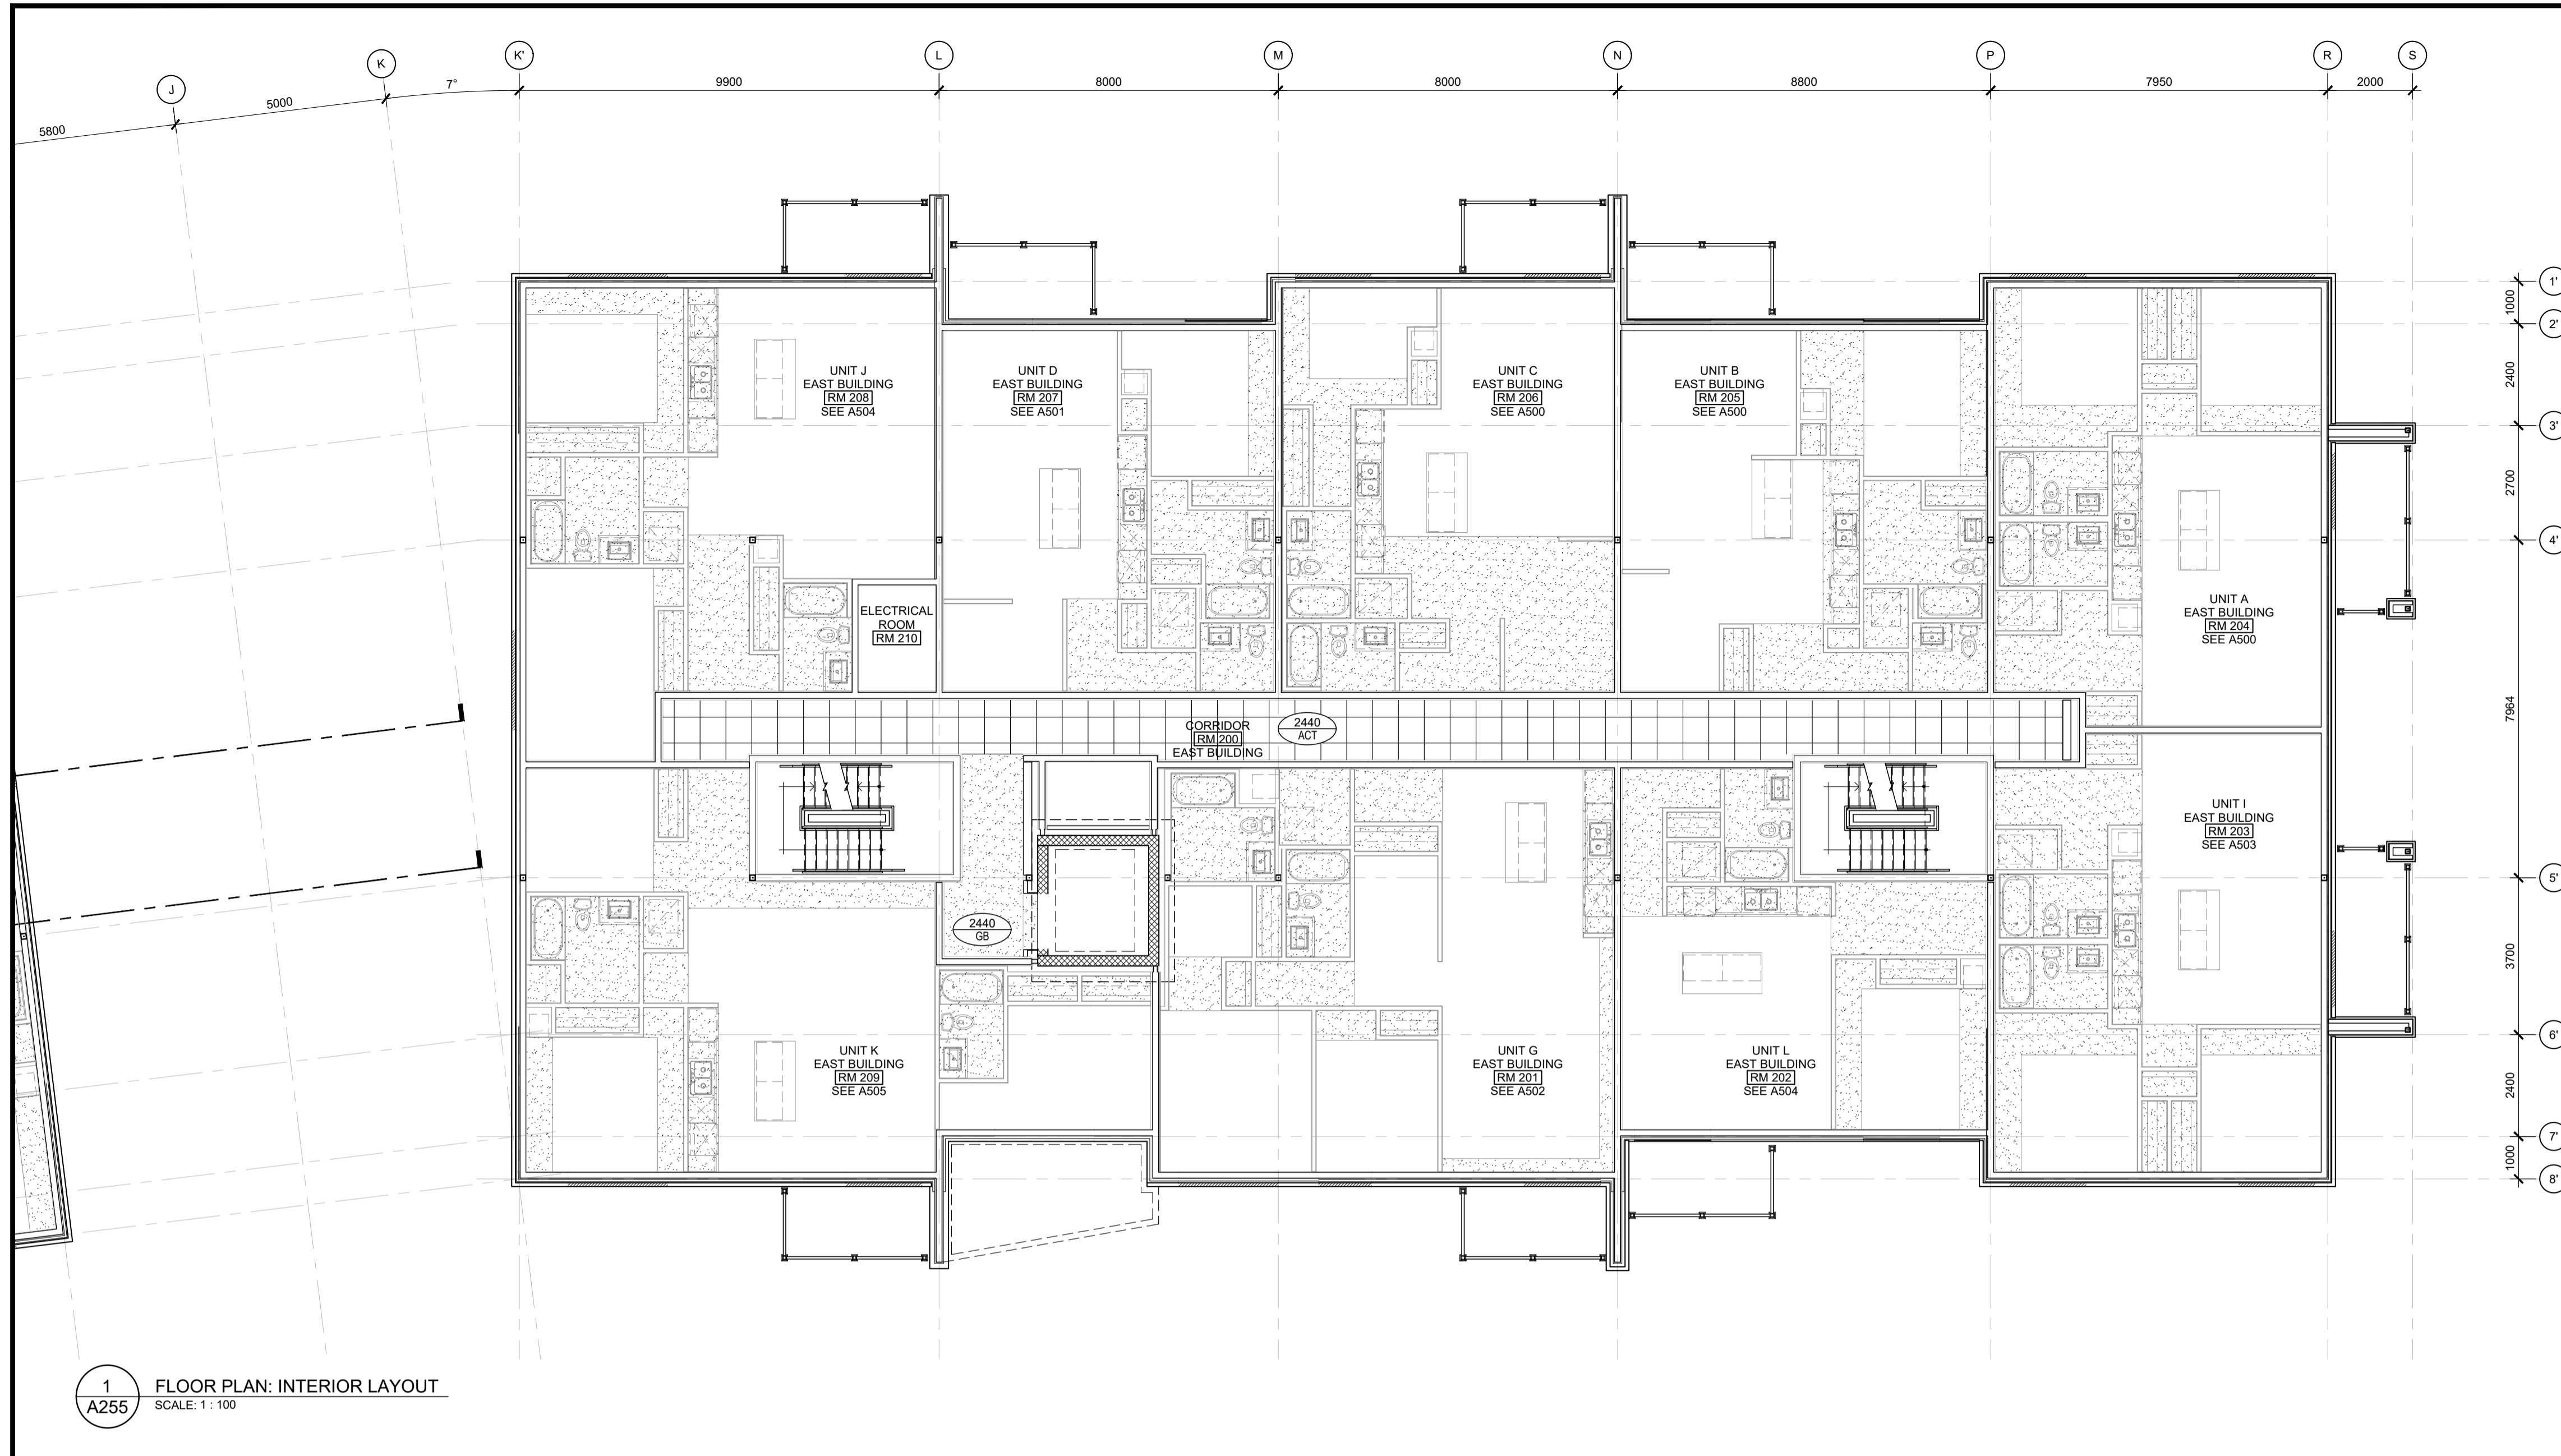 J
K
K'
L
M
N
P
R
S
5800
5000
7°
9900
8000
8000
8800
7950
2000
1'
1000
2'
2400
3'
2700
4'
7964
5'
3700
6'
2400
7'
1000
8'
UNIT J
EAST BUILDING
RM 208
SEE A504
UNIT D
EAST BUILDING
RM 207
SEE A501
UNIT C
EAST BUILDING
RM 206
SEE A500
UNIT B
EAST BUILDING
RM 205
SEE A500
UNIT A
EAST BUILDING
RM 204
SEE A500
ELECTRICAL
ROOM
RM 210
CORRIDOR
RM 200
EAST BUILDING
2440
ACT
UNIT I
EAST BUILDING
RM 203
SEE A503
2440
GB
UNIT K
EAST BUILDING
RM 209
SEE A505
UNIT G
EAST BUILDING
RM 201
SEE A502
UNIT L
EAST BUILDING
RM 202
SEE A504
1
A255
FLOOR PLAN: INTERIOR LAYOUT
SCALE: 1 : 100